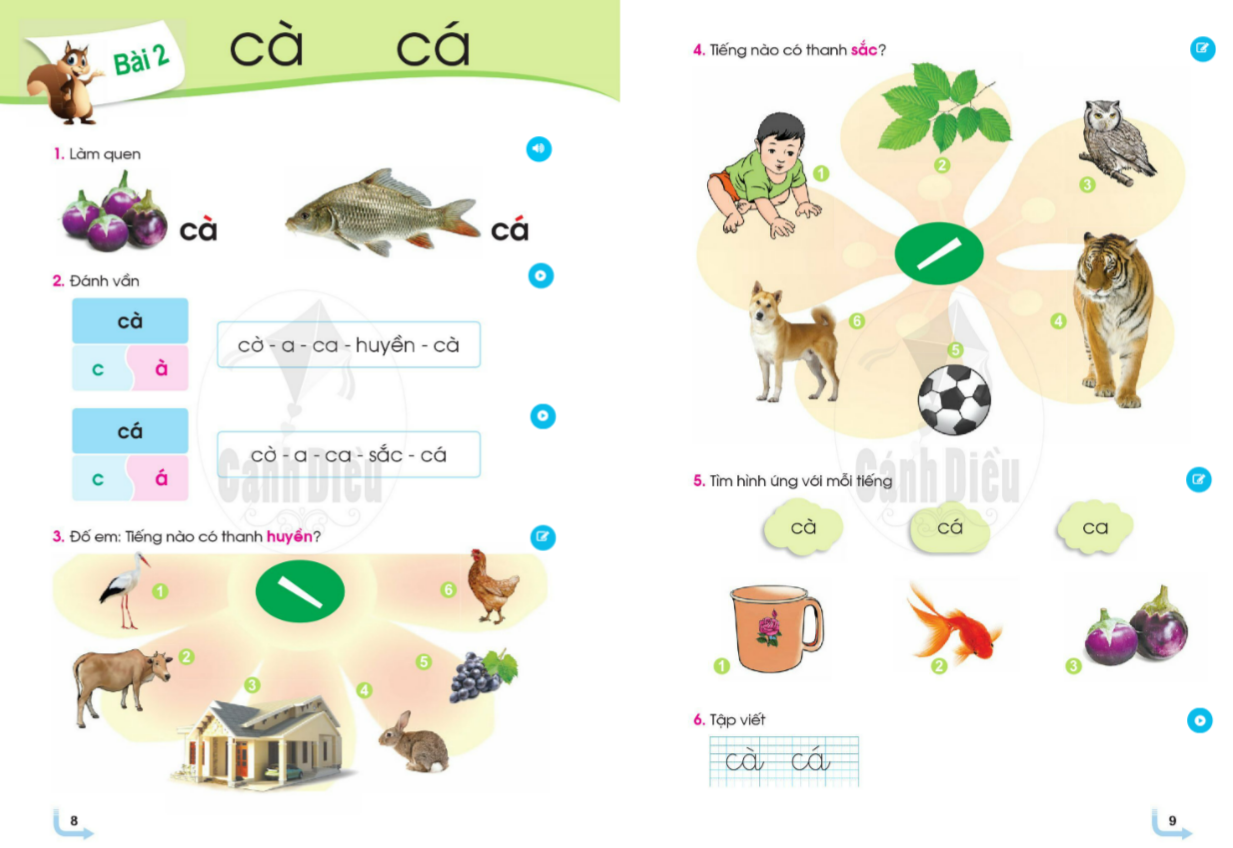 Bài 2
cà cá
1. Làm quen
cà
cá
2. Đánh vần
cà
c à
cờ - a - ca - huyền - cà
cá
c á
cờ - a - ca - sắc - cá
Cánh Diều
3. Đố em: Tiếng nào có thanh huyền?
1
6
2
5
3
4
8
4. Tiếng nào có thanh sắc?
1
2
3
6
4
5
Cánh Diều
5. Tìm hình ứng với mỗi tiếng
cà cá ca
1 2 3
6. Tập viết
cà cá
9